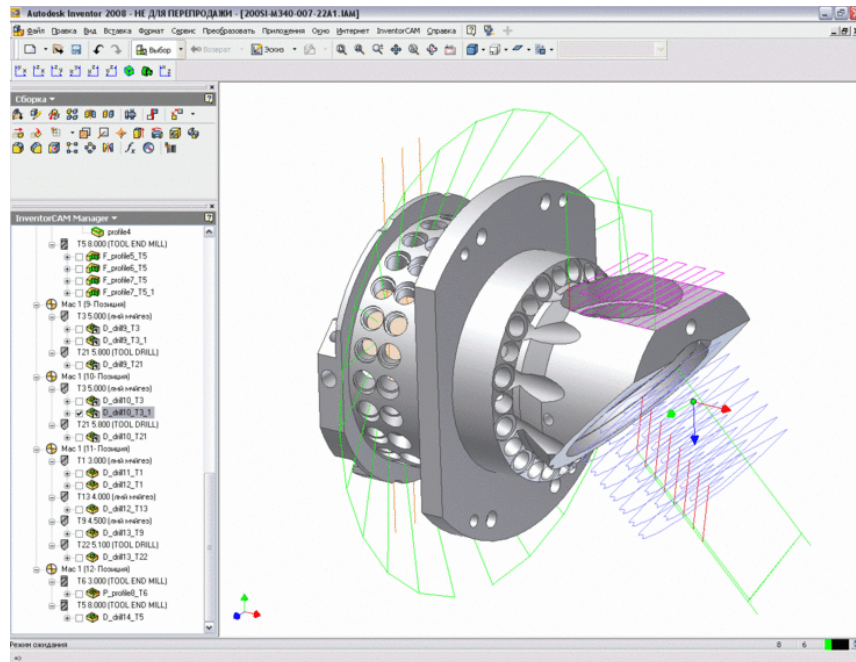 Autodesk Inventor 2008 - НЕ ДЛЯ ПЕРЕПРОДАЖИ - [200SI-M340-007-22A1.IAM]
Файл Правка Вид Вставка Формат Сервис Преобразовать Приложения Окно Интернет InventorCAM Справка
Выбор Возврат Эскиз
Сборка
InventorCAM Manager
profile4
T5 8.000 (TOOL END MILL)
F_profile5_T5
F_profile6_T5
F_profile7_T5
F_profile7_T5_1
Mac 1 (9- Позиция)
T3 5.000
D_drill9_T3
D_drill9_T3_1
T21 5.800 (TOOL DRILL)
D_drill9_T21
Mac 1 (10- Позиция)
T3 5.000
D_drill10_T3
D_drill10_T3_1
T21 5.800 (TOOL DRILL)
D_drill10_T21
Mac 1 (11- Позиция)
T1 3.000
D_drill11_T1
D_drill12_T1
T13 4.000
D_drill12_T13
T9 4.500
D_drill13_T9
T22 5.100 (TOOL DRILL)
D_drill13_T22
Mac 1 (12- Позиция)
T6 3.000 (TOOL END MILL)
P_profile8_T6
T5 8.000 (TOOL END MILL)
D_drill14_T5
Режим ожидания
8 6